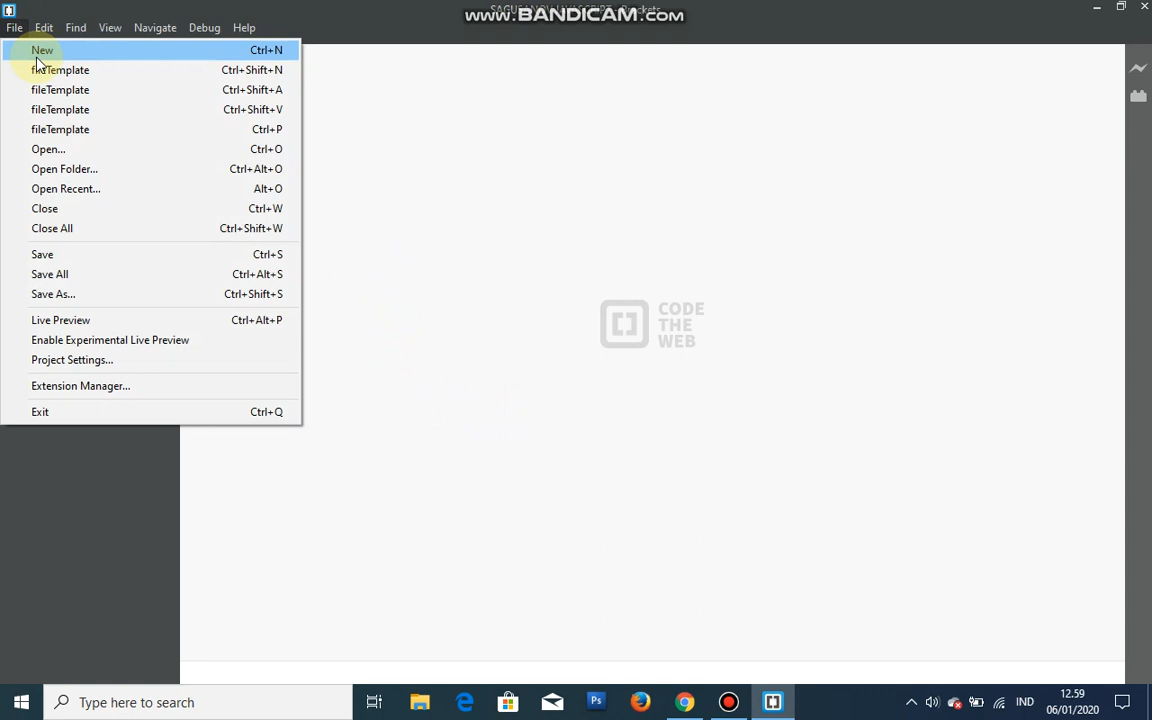 www.BANDICAM.com
File Edit Find View Navigate Debug Help
New Ctrl+N
fileTemplate Ctrl+Shift+N
fileTemplate Ctrl+Shift+A
fileTemplate Ctrl+Shift+V
fileTemplate Ctrl+P
Open... Ctrl+O
Open Folder... Ctrl+Alt+O
Open Recent... Alt+O
Close Ctrl+W
Close All Ctrl+Shift+W
Save Ctrl+S
Save All Ctrl+Alt+S
Save As... Ctrl+Shift+S
Live Preview Ctrl+Alt+P
Enable Experimental Live Preview
Project Settings...
Extension Manager...
Exit Ctrl+Q
CODE
THE
WEB
Type here to search
Ps
IND
12.59
06/01/2020